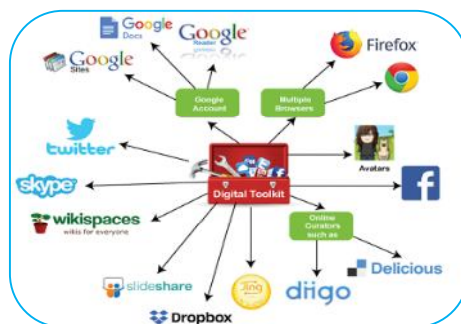 Google
Docs
Google
Reader
Google
Sites
Firefox
Google
Account
Multiple
Browsers
twitter
Avatars
skype
Digital Toolkit
wikispaces
wikis for everyone
Online
Curators
such as
Delicious
slideshare
Jing
diigo
Dropbox